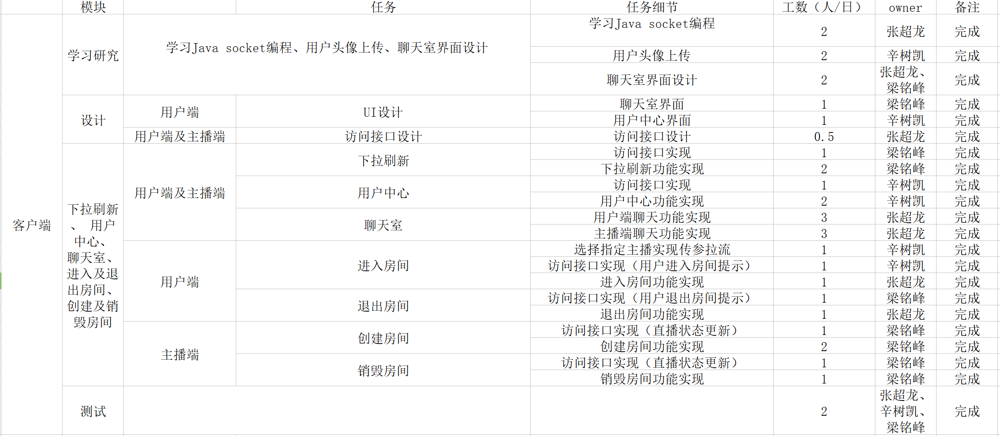 模块 任务 任务细节 工数（人/日） owner 备注
客户端
学习研究
学习Java socket编程、用户头像上传、聊天室界面设计
学习Java socket编程 2 张超龙 完成
用户头像上传 2 辛树凯 完成
聊天室界面设计 2 张超龙、
梁铭峰 完成
设计
用户端 UI设计
聊天室界面 1 梁铭峰 完成
用户中心界面 1 辛树凯 完成
用户端及主播端 访问接口设计 访问接口设计 0.5 张超龙 完成
下拉刷新
、 用户
中心、
聊天室、
进入及退
出房间、
创建及销
毁房间
用户端及主播端
下拉刷新
访问接口实现 1 梁铭峰 完成
下拉刷新功能实现 2 梁铭峰 完成
用户中心
访问接口实现 1 辛树凯 完成
用户中心功能实现 2 辛树凯 完成
聊天室
用户端聊天功能实现 3 张超龙 完成
主播端聊天功能实现 3 张超龙 完成
用户端
进入房间
选择指定主播实现传参拉流 1 辛树凯 完成
访问接口实现（用户进入房间提示） 1 辛树凯 完成
进入房间功能实现 1 张超龙 完成
退出房间
访问接口实现（用户退出房间提示） 1 梁铭峰 完成
退出房间功能实现 1 张超龙 完成
主播端
创建房间
访问接口实现（直播状态更新） 1 梁铭峰 完成
创建房间功能实现 2 梁铭峰 完成
销毁房间
访问接口实现（直播状态更新） 1 梁铭峰 完成
销毁房间功能实现 1 梁铭峰 完成
测试 2 张超龙、
辛树凯、
梁铭峰 完成